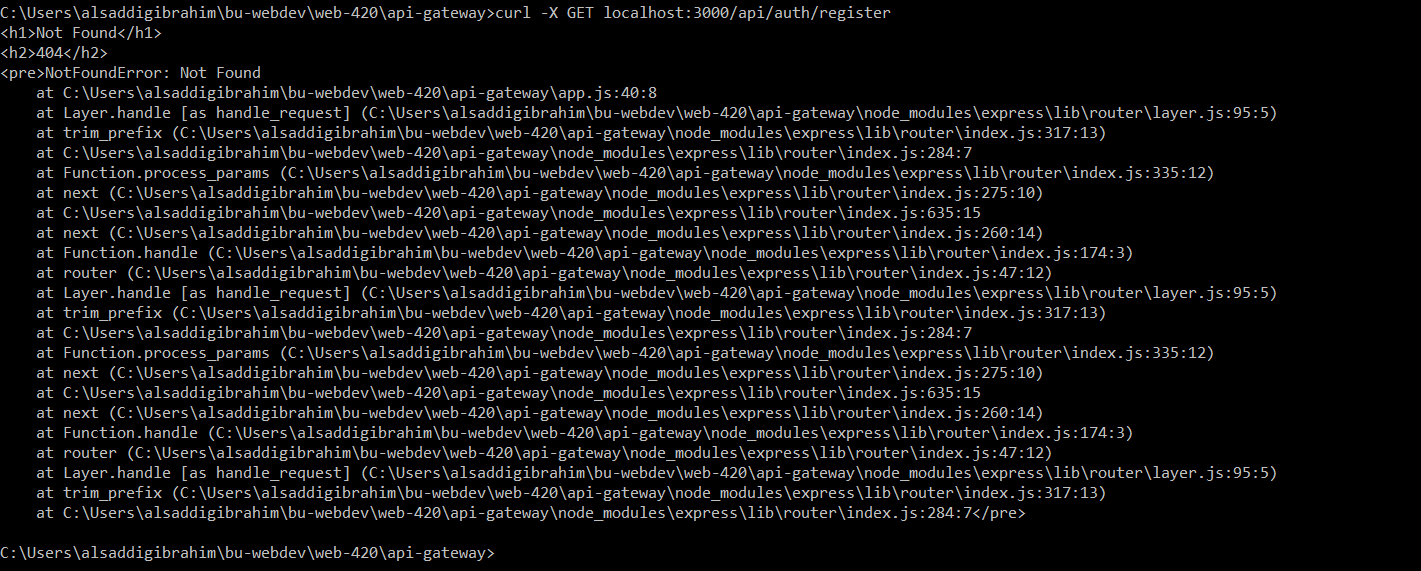 C:\Users\alsaddigibrahim\bu-webdev\web-420\api-gateway>curl -X GET localhost:3000/api/auth/register
<h1>Not Found</h1>
<h2>404</h2>
<pre>NotFoundError: Not Found
    at C:\Users\alsaddigibrahim\bu-webdev\web-420\api-gateway\app.js:40:8
    at Layer.handle [as handle_request] (C:\Users\alsaddigibrahim\bu-webdev\web-420\api-gateway\node_modules\express\lib\router\layer.js:95:5)
    at trim_prefix (C:\Users\alsaddigibrahim\bu-webdev\web-420\api-gateway\node_modules\express\lib\router\index.js:317:13)
    at C:\Users\alsaddigibrahim\bu-webdev\web-420\api-gateway\node_modules\express\lib\router\index.js:284:7
    at Function.process_params (C:\Users\alsaddigibrahim\bu-webdev\web-420\api-gateway\node_modules\express\lib\router\index.js:335:12)
    at next (C:\Users\alsaddigibrahim\bu-webdev\web-420\api-gateway\node_modules\express\lib\router\index.js:275:10)
    at C:\Users\alsaddigibrahim\bu-webdev\web-420\api-gateway\node_modules\express\lib\router\index.js:635:15
    at next (C:\Users\alsaddigibrahim\bu-webdev\web-420\api-gateway\node_modules\express\lib\router\index.js:260:14)
    at Function.handle (C:\Users\alsaddigibrahim\bu-webdev\web-420\api-gateway\node_modules\express\lib\router\index.js:174:3)
    at router (C:\Users\alsaddigibrahim\bu-webdev\web-420\api-gateway\node_modules\express\lib\router\index.js:47:12)
    at Layer.handle [as handle_request] (C:\Users\alsaddigibrahim\bu-webdev\web-420\api-gateway\node_modules\express\lib\router\layer.js:95:5)
    at trim_prefix (C:\Users\alsaddigibrahim\bu-webdev\web-420\api-gateway\node_modules\express\lib\router\index.js:317:13)
    at C:\Users\alsaddigibrahim\bu-webdev\web-420\api-gateway\node_modules\express\lib\router\index.js:284:7
    at Function.process_params (C:\Users\alsaddigibrahim\bu-webdev\web-420\api-gateway\node_modules\express\lib\router\index.js:335:12)
    at next (C:\Users\alsaddigibrahim\bu-webdev\web-420\api-gateway\node_modules\express\lib\router\index.js:275:10)
    at C:\Users\alsaddigibrahim\bu-webdev\web-420\api-gateway\node_modules\express\lib\router\index.js:635:15
    at next (C:\Users\alsaddigibrahim\bu-webdev\web-420\api-gateway\node_modules\express\lib\router\index.js:260:14)
    at Function.handle (C:\Users\alsaddigibrahim\bu-webdev\web-420\api-gateway\node_modules\express\lib\router\index.js:174:3)
    at router (C:\Users\alsaddigibrahim\bu-webdev\web-420\api-gateway\node_modules\express\lib\router\index.js:47:12)
    at Layer.handle [as handle_request] (C:\Users\alsaddigibrahim\bu-webdev\web-420\api-gateway\node_modules\express\lib\router\layer.js:95:5)
    at trim_prefix (C:\Users\alsaddigibrahim\bu-webdev\web-420\api-gateway\node_modules\express\lib\router\index.js:317:13)
    at C:\Users\alsaddigibrahim\bu-webdev\web-420\api-gateway\node_modules\express\lib\router\index.js:284:7</pre>
C:\Users\alsaddigibrahim\bu-webdev\web-420\api-gateway>